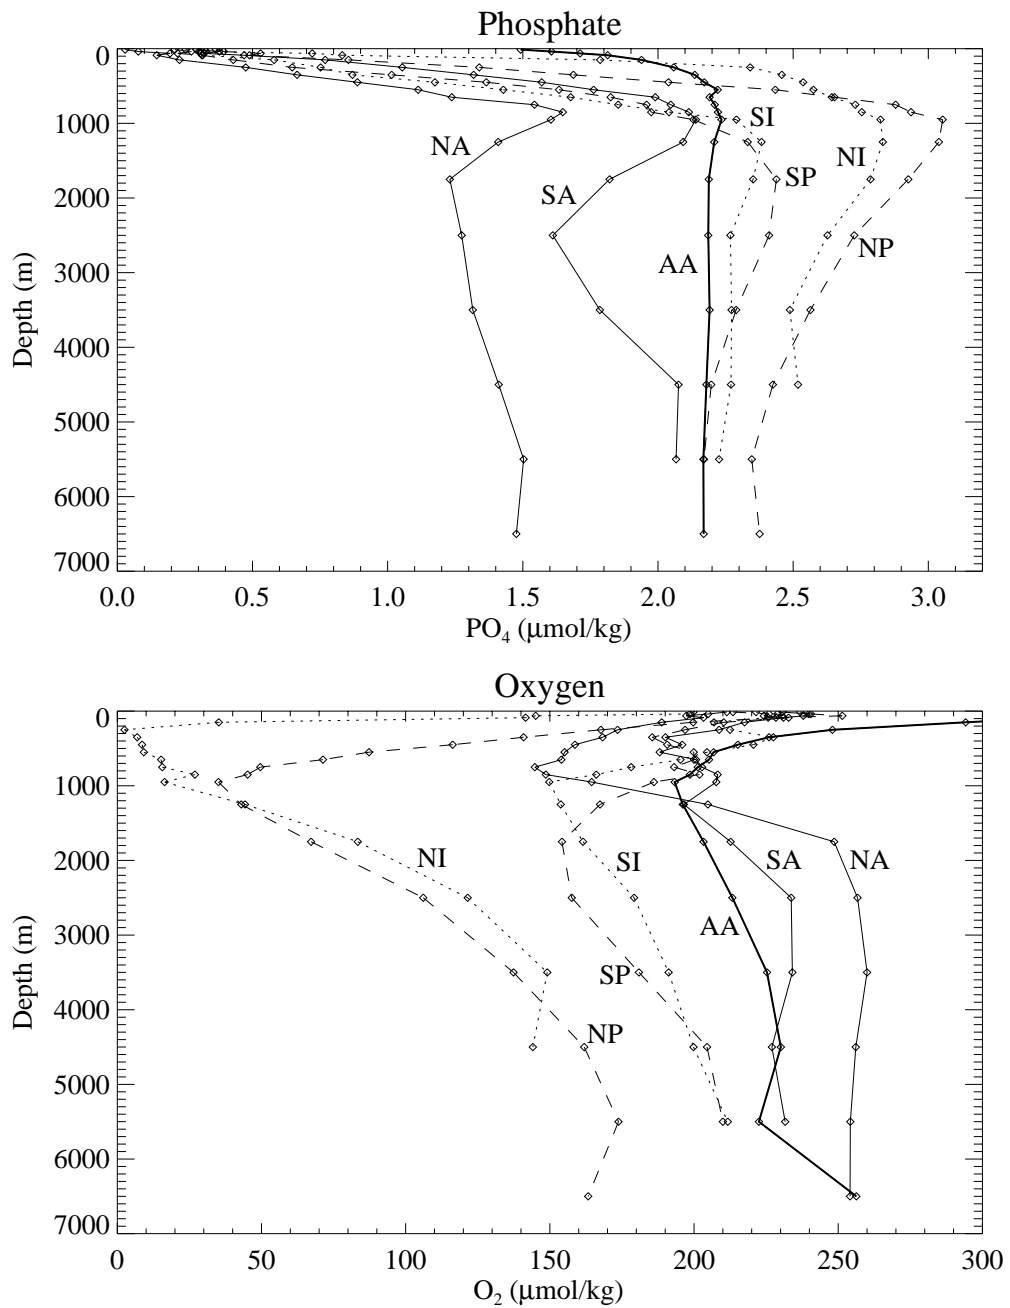 Phosphate
0
1000
2000
3000
4000
5000
6000
7000
Depth (m)
NA
SA
AA
SI
SP
NI
NP
0.0 0.5 1.0 1.5 2.0 2.5 3.0
PO₄ (μmol/kg)
Oxygen
0
1000
2000
3000
4000
5000
6000
7000
Depth (m)
NI
SI
SA
NA
AA
SP
NP
0 50 100 150 200 250 300
O₂ (μmol/kg)